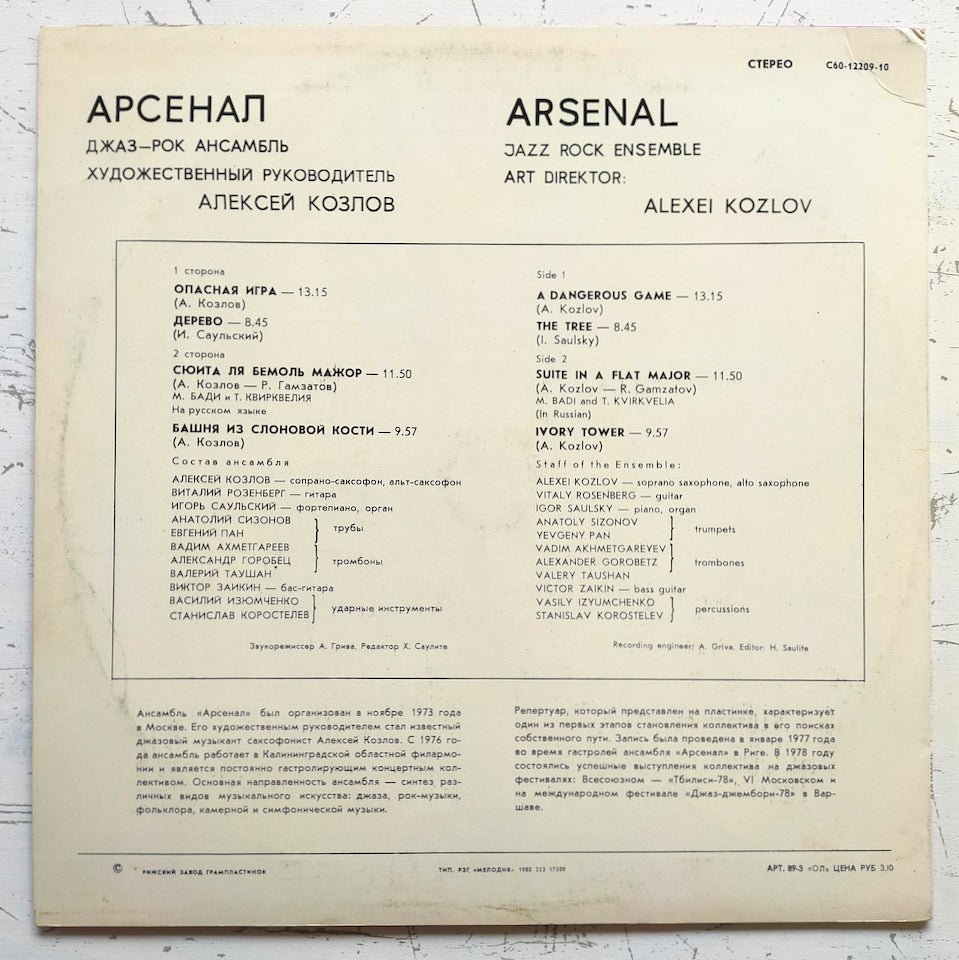 СТЕРЕО С60-12209-10
АРСЕНАЛ
ДЖАЗ—РОК АНСАМБЛЬ
ХУДОЖЕСТВЕННЫЙ РУКОВОДИТЕЛЬ
АЛЕКСЕЙ КОЗЛОВ
ARSENAL
JAZZ ROCK ENSEMBLE
ART DIREKTOR:
ALEXEI KOZLOV
1 сторона
ОПАСНАЯ ИГРА — 13.15
(А. Козлов)
ДЕРЕВО — 8.45
(И. Саульский)
2 сторона
СЮИТА ЛЯ БЕМОЛЬ МАЖОР — 11.50
(А. Козлов — Р. Гамзатов)
М. БАДИ и Т. КВИРКВЕЛИЯ
На русском языке
БАШНЯ ИЗ СЛОНОВОЙ КОСТИ — 9.57
(А. Козлов)
Состав ансамбля
АЛЕКСЕЙ КОЗЛОВ — сопрано-саксофон, альт-саксофон
ВИТАЛИЙ РОЗЕНБЕРГ — гитара
ИГОРЬ САУЛЬСКИЙ — фортепиано, орган
АНАТОЛИЙ СИЗОНОВ
ЕВГЕНИЙ ПАН
трубы
ВАДИМ АХМЕТГАРЕЕВ
АЛЕКСАНДР ГОРОБЕЦ
ВАЛЕРИЙ ТАУШАН
тромбоны
ВИКТОР ЗАИКИН — бас-гитара
ВАСИЛИЙ ИЗЮМЧЕНКО
СТАНИСЛАВ КОРОСТЕЛЕВ
ударные инструменты
Звукорежиссер А. Грива, Редактор Х. Саулите
Side 1
A DANGEROUS GAME — 13.15
(A. Kozlov)
THE TREE — 8.45
(I. Saulsky)
Side 2
SUITE IN A FLAT MAJOR — 11.50
(A. Kozlov — R. Gamzatov)
M. BADI and T. KVIRKVELIA
(In Russian)
IVORY TOWER — 9.57
(A. Kozlov)
Staff of the Ensemble:
ALEXEI KOZLOV — soprano saxophone, alto saxophone
VITALY ROSENBERG — guitar
IGOR SAULSKY — piano, organ
ANATOLY SIZONOV
YEVGENY PAN
trumpets
VADIM AKHMETGAREYEV
ALEXANDER GOROBETZ
VALERY TAUSHAN
trombones
VICTOR ZAIKIN — bass guitar
VASILY IZYUMCHENKO
STANISLAV KOROSTELEV
percussions
Recording engineer: A. Griva. Editor: H. Saulite
Ансамбль «Арсенал» был организован в ноябре 1973 года
в Москве. Его художественным руководителем стал известный
джазовый музыкант саксофонист Алексей Козлов. С 1976 го-
да ансамбль работает в Калининградской областной филармо-
нии и является постоянно гастролирующим концертным кол-
лективом. Основная направленность ансамбля — синтез раз-
личных видов музыкального искусства: джаза, рок-музыки,
фольклора, камерной и симфонической музыки.
Репертуар, который представлен на пластинке, характеризует
один из первых этапов становления коллектива в его поисках
собственного пути. Запись была проведена в январе 1977 года
во время гастролей ансамбля «Арсенал» в Риге. В 1978 году
состоялись успешные выступления коллектива на джазовых
фестивалях: Всесоюзном — «Тбилиси-78», VI Московском и
на международном фестивале «Джаз-джембори-78» в Вар-
шаве.
© РИЖСКИЙ ЗАВОД ГРАМПЛАСТИНОК
ТИП. РЗГ «МЕЛОДИЯ» 1980 253 17500
АРТ. 89-3 «ОЛ» ЦЕНА РУБ 3.10